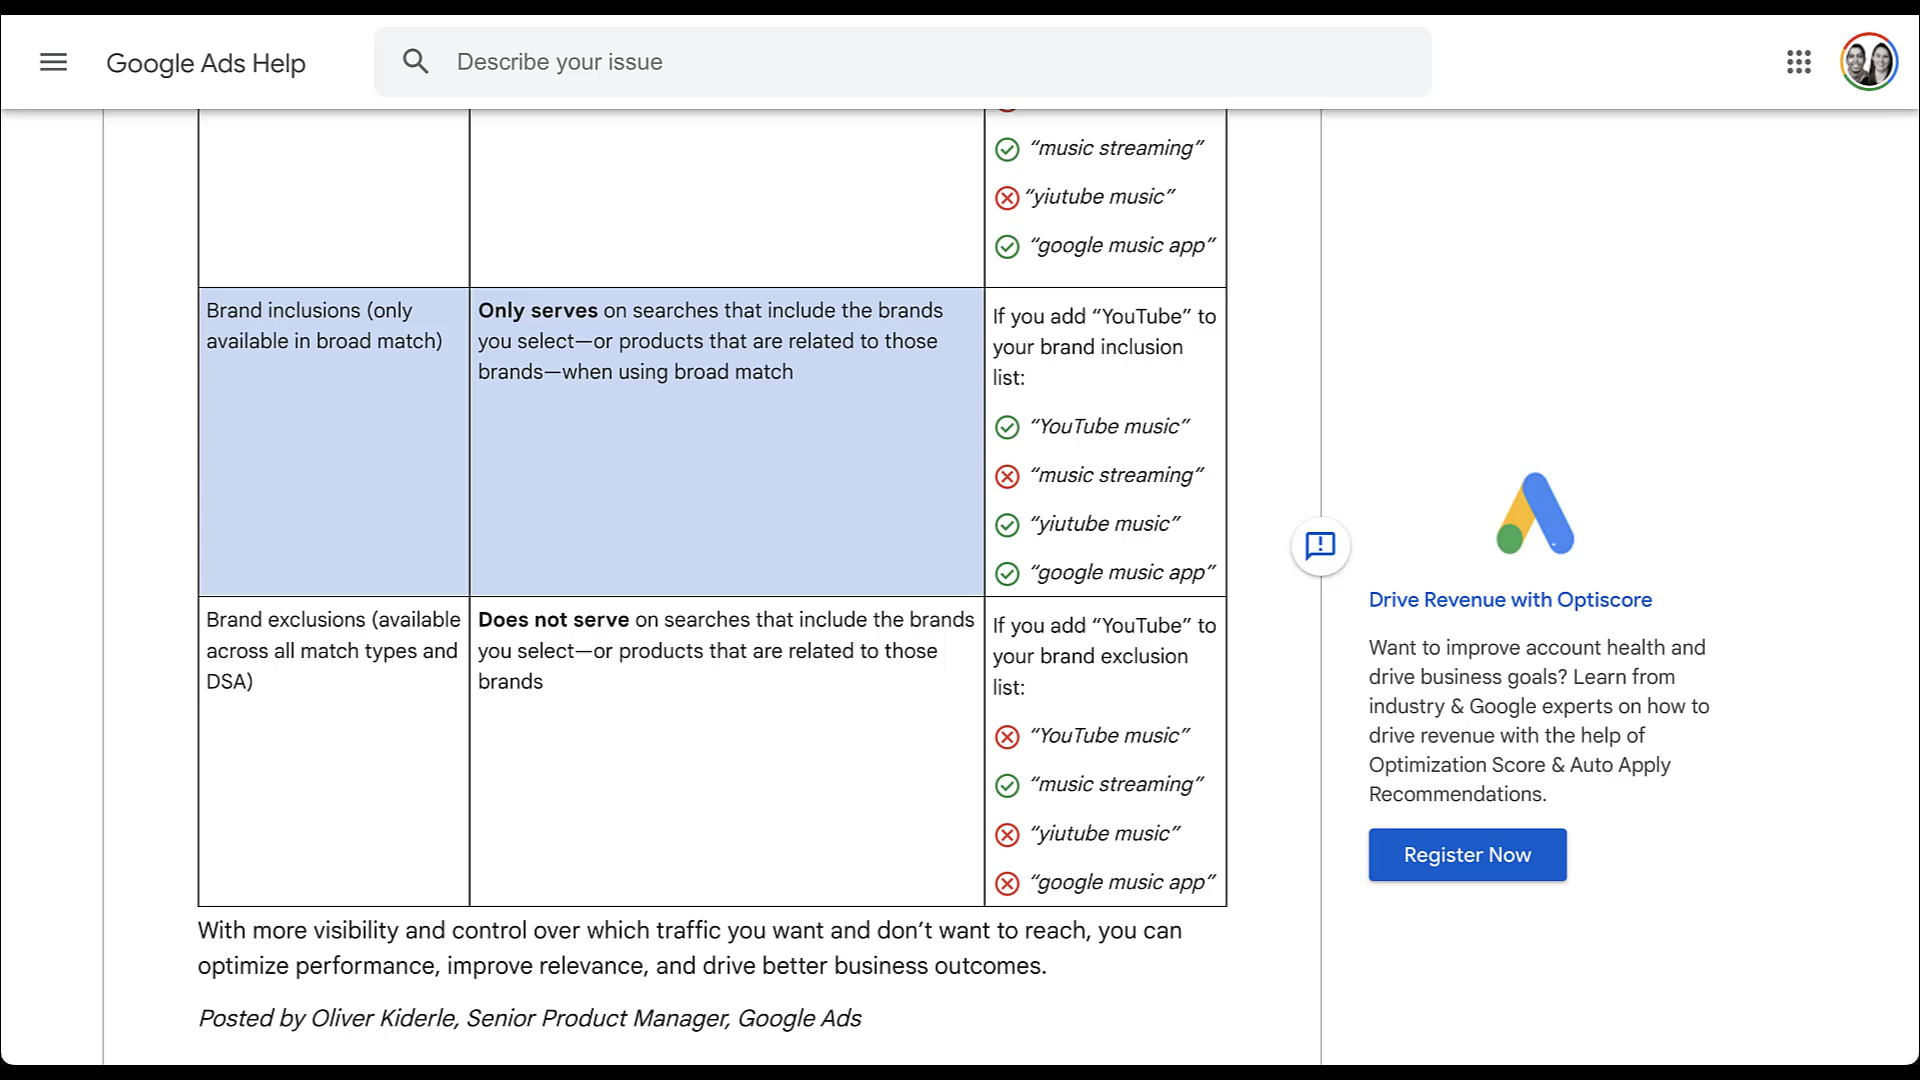 Google Ads Help
Describe your issue
“music streaming”
“yiutube music”
“google music app”
Brand inclusions (only
available in broad match)
Only serves on searches that include the brands
you select—or products that are related to those
brands—when using broad match
If you add “YouTube” to
your brand inclusion
list:
“YouTube music”
“music streaming”
“yiutube music”
“google music app”
Brand exclusions (available
across all match types and
DSA)
Does not serve on searches that include the brands
you select—or products that are related to those
brands
If you add “YouTube” to
your brand exclusion
list:
“YouTube music”
“music streaming”
“yiutube music”
“google music app”
With more visibility and control over which traffic you want and don’t want to reach, you can
optimize performance, improve relevance, and drive better business outcomes.
Posted by Oliver Kiderle, Senior Product Manager, Google Ads
Drive Revenue with Optiscore
Want to improve account health and
drive business goals? Learn from
industry & Google experts on how to
drive revenue with the help of
Optimization Score & Auto Apply
Recommendations.
Register Now